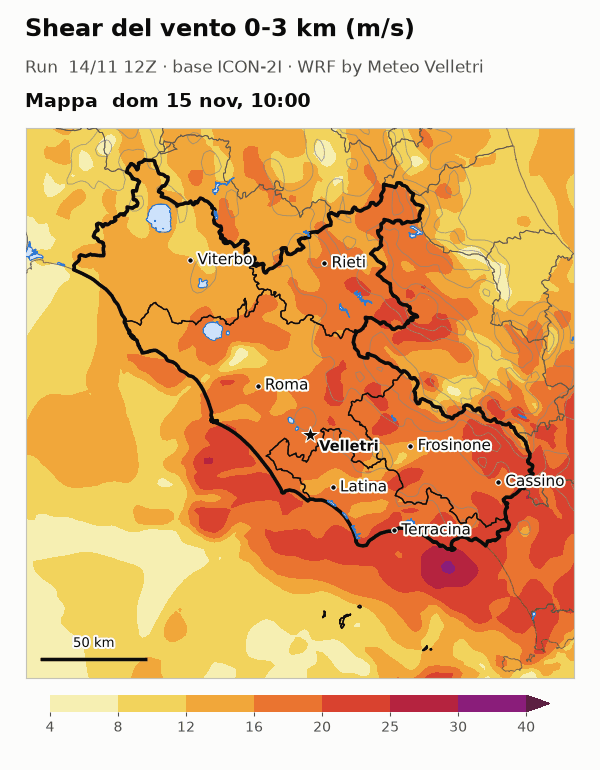 Shear del vento 0-3 km (m/s)
Run  14/11 12Z · base ICON-2I · WRF by Meteo Velletri
Mappa  dom 15 nov, 10:00
Viterbo
Rieti
Roma
Velletri
Frosinone
Latina
Cassino
Terracina
50 km
4 8 12 16 20 25 30 40